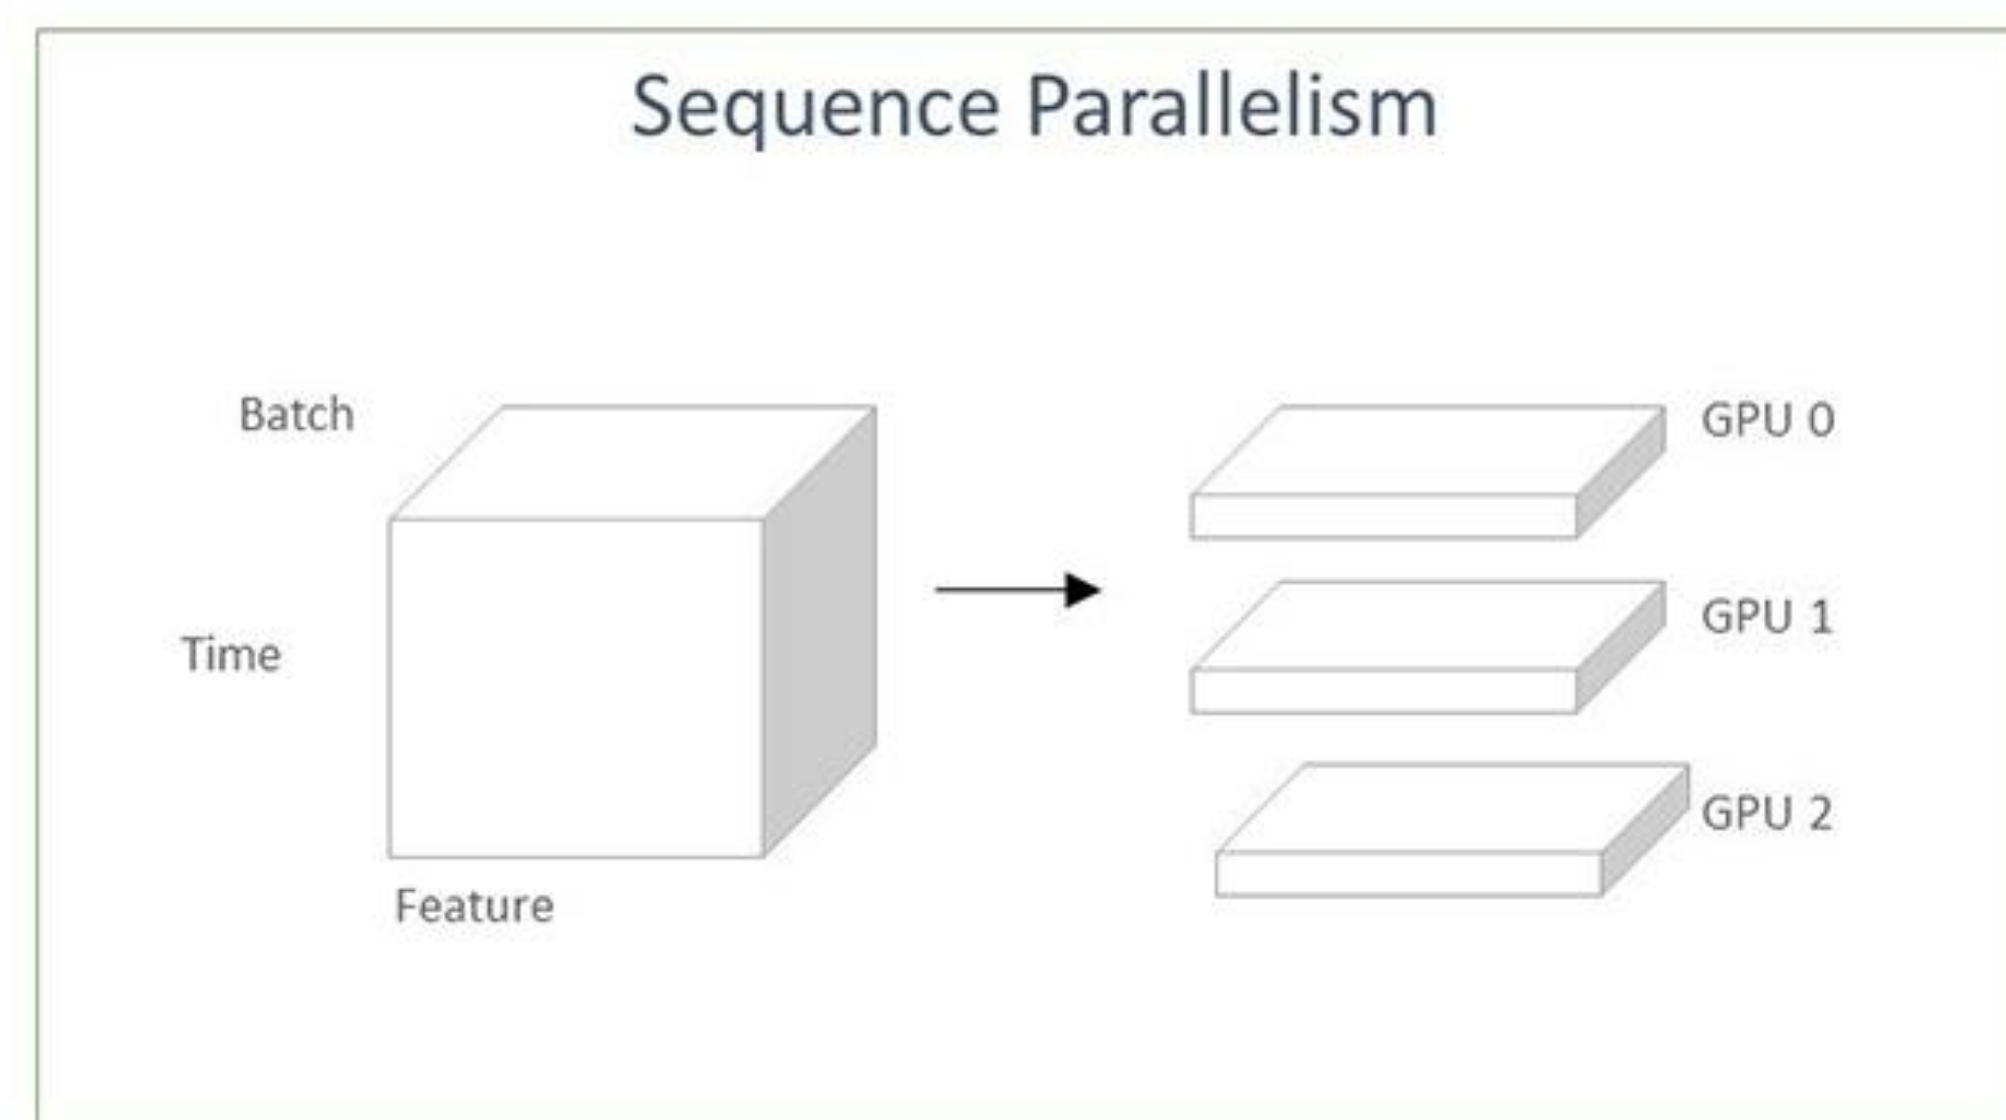 Sequence Parallelism
Batch
GPU 0
GPU 1
Time
GPU 2
Feature